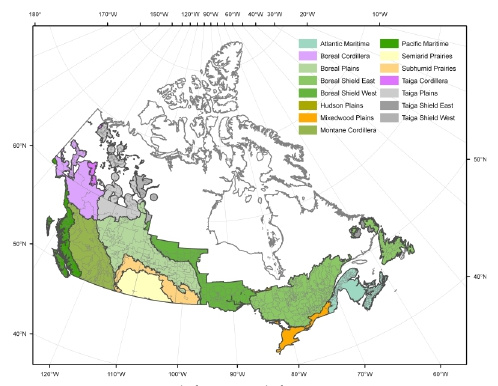 180° 170°W 150°W 120°W 90°W 60°W 40°W 30°W 20°W 10°W
Atlantic Maritime Pacific Maritime
Boreal Cordillera Semiarid Prairies
Boreal Plains Subhumid Prairies
Boreal Shield East Taiga Cordillera
Boreal Shield West Taiga Plains
Hudson Plains Taiga Shield East
Mixedwood Plains Taiga Shield West
Montane Cordillera
60°N 50°N
50°N 40°N
40°N
120°W 110°W 100°W 90°W 80°W 70°W 60°W